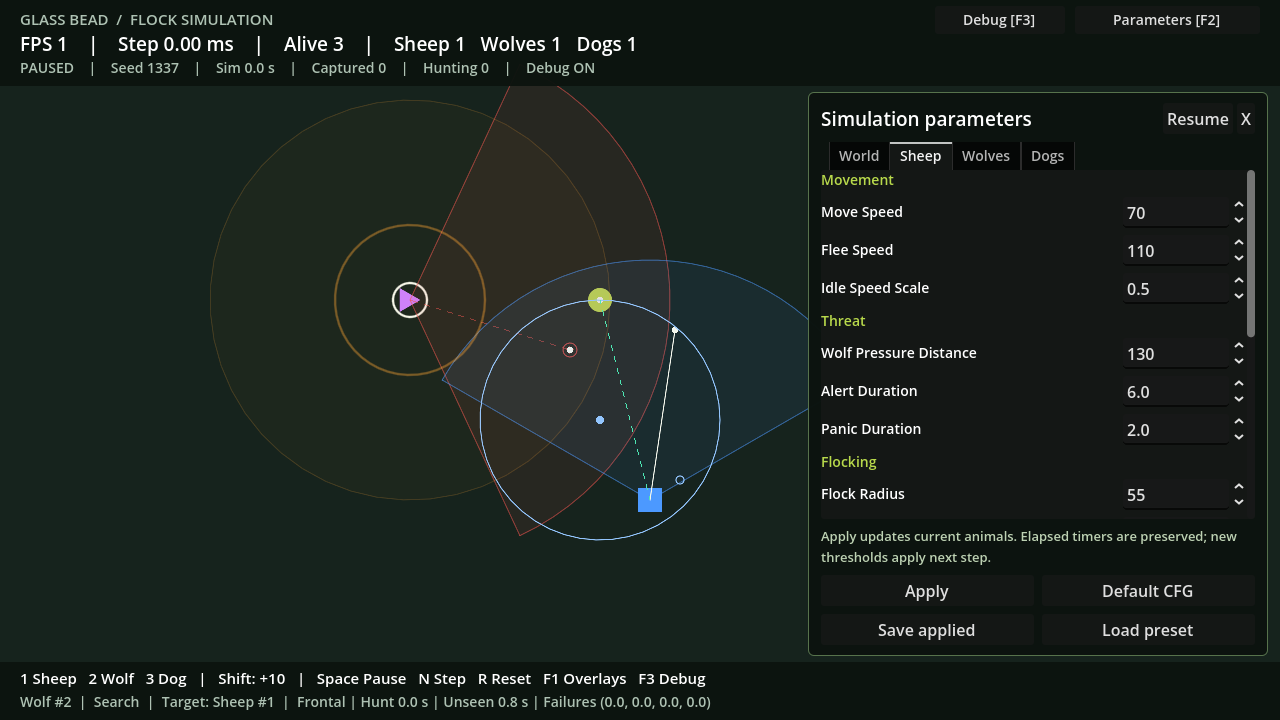 GLASS BEAD / FLOCK SIMULATION
Debug [F3]
Parameters [F2]
FPS 1 | Step 0.00 ms | Alive 3 | Sheep 1 Wolves 1 Dogs 1
PAUSED | Seed 1337 | Sim 0.0 s | Captured 0 | Hunting 0 | Debug ON
Simulation parameters
Resume
X
World
Sheep
Wolves
Dogs
Movement
Move Speed
70
Flee Speed
110
Idle Speed Scale
0.5
Threat
Wolf Pressure Distance
130
Alert Duration
6.0
Panic Duration
2.0
Flocking
Flock Radius
55
Apply updates current animals. Elapsed timers are preserved; new
thresholds apply next step.
Apply
Default CFG
Save applied
Load preset
1 Sheep 2 Wolf 3 Dog | Shift: +10 | Space Pause N Step R Reset F1 Overlays F3 Debug
Wolf #2 | Search | Target: Sheep #1 | Frontal | Hunt 0.0 s | Unseen 0.8 s | Failures (0.0, 0.0, 0.0, 0.0)